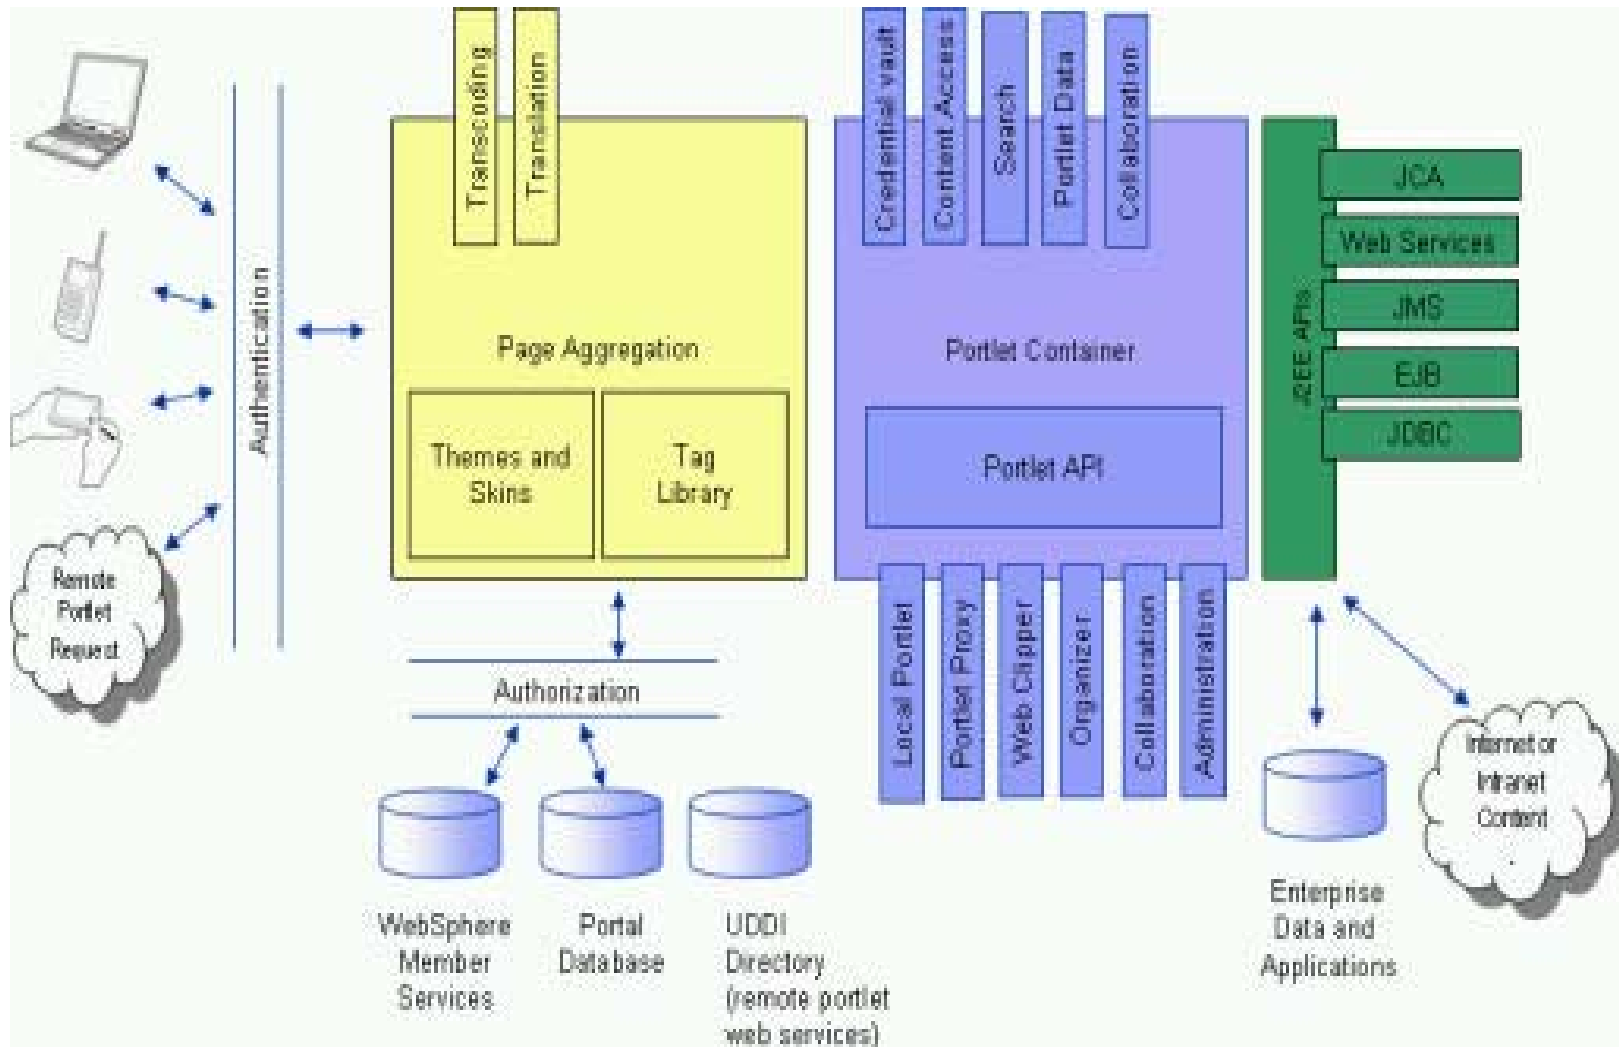 Transcoding
Translation
Credential vault
Content Access
Search
Portlet Data
Collaboration
JCA
Web Services
JMS
EJB
JDBC
J2EE APIs
Authentication
Page Aggregation
Portlet Container
Themes and
Skins
Tag
Library
Portlet API
Remote
Portlet
Request
Authorization
Local Portlet
Portlet Proxy
Web Clipper
Organizer
Collaboration
Administration
Internet or
Intranet
Content
WebSphere
Member
Services
Portal
Database
UDDI
Directory
(remote portlet
web services)
Enterprise
Data and
Applications